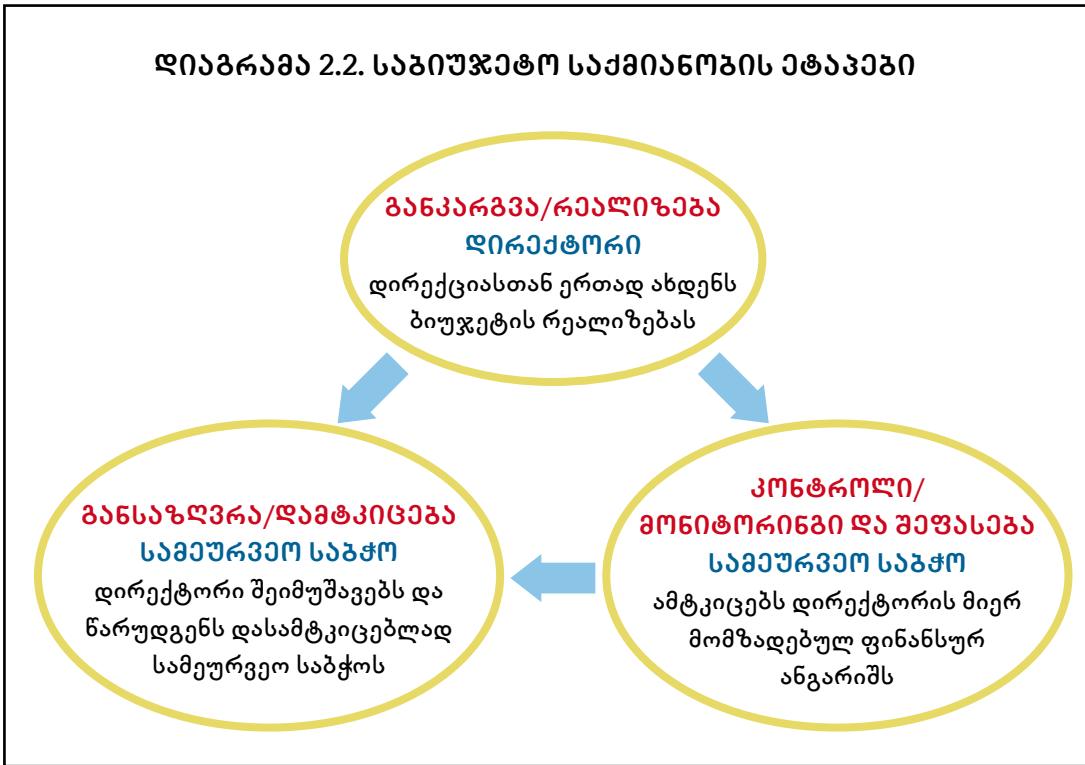 დიაგრამა 2.2. საბიუჯეტო საქმიანობის ეტაპები
განკარგვა/რეალიზება
დირექტორი
დირექციასთან ერთად ახდენს
ბიუჯეტის რეალიზებას
განსაზღვრა/დამტკიცება
სამეურვეო საბჭო
დირექტორი შეიმუშავებს და
წარუდგენს დასამტკიცებლად
სამეურვეო საბჭოს
კონტროლი/
მონიტორინგი და შეფასება
სამეურვეო საბჭო
ამტკიცებს დირექტორის მიერ
მომზადებულ ფინანსურ
ანგარიშს